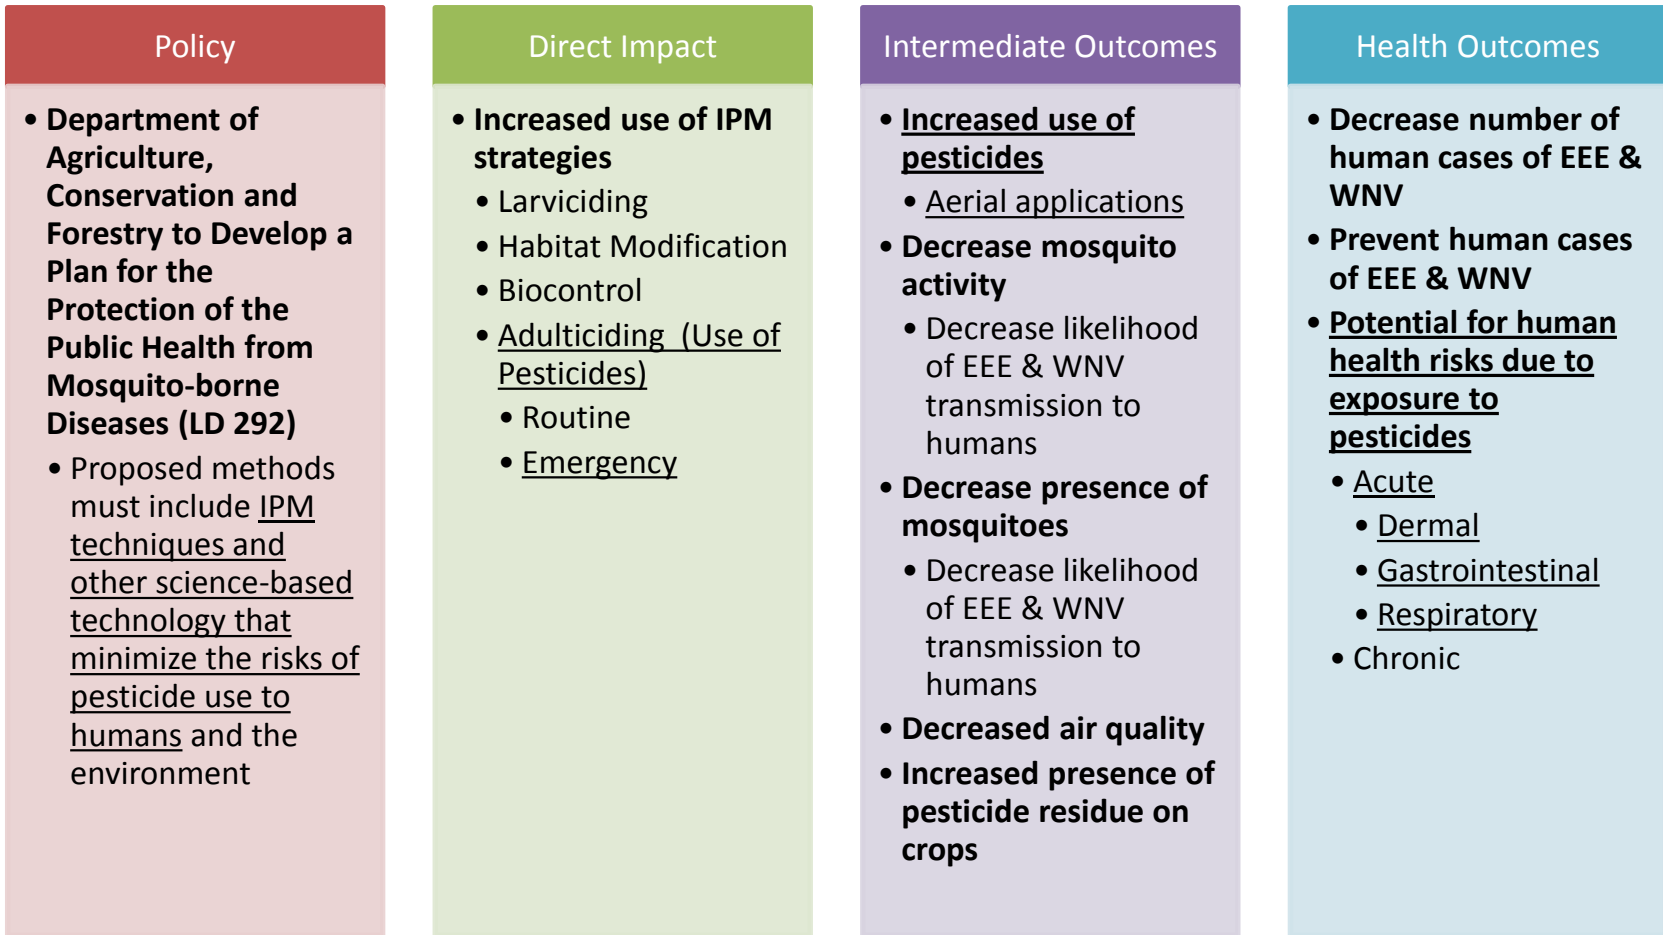 Policy
• Department of
Agriculture,
Conservation and
Forestry to Develop a
Plan for the
Protection of the
Public Health from
Mosquito-borne
Diseases (LD 292)
• Proposed methods
must include IPM
techniques and
other science-based
technology that
minimize the risks of
pesticide use to
humans and the
environment
Direct Impact
• Increased use of IPM
strategies
• Larviciding
• Habitat Modification
• Biocontrol
• Adulticiding (Use of
Pesticides)
• Routine
• Emergency
Intermediate Outcomes
• Increased use of
pesticides
• Aerial applications
• Decrease mosquito
activity
• Decrease likelihood
of EEE & WNV
transmission to
humans
• Decrease presence of
mosquitoes
• Decrease likelihood
of EEE & WNV
transmission to
humans
• Decreased air quality
• Increased presence of
pesticide residue on
crops
Health Outcomes
• Decrease number of
human cases of EEE &
WNV
• Prevent human cases
of EEE & WNV
• Potential for human
health risks due to
exposure to
pesticides
• Acute
• Dermal
• Gastrointestinal
• Respiratory
• Chronic